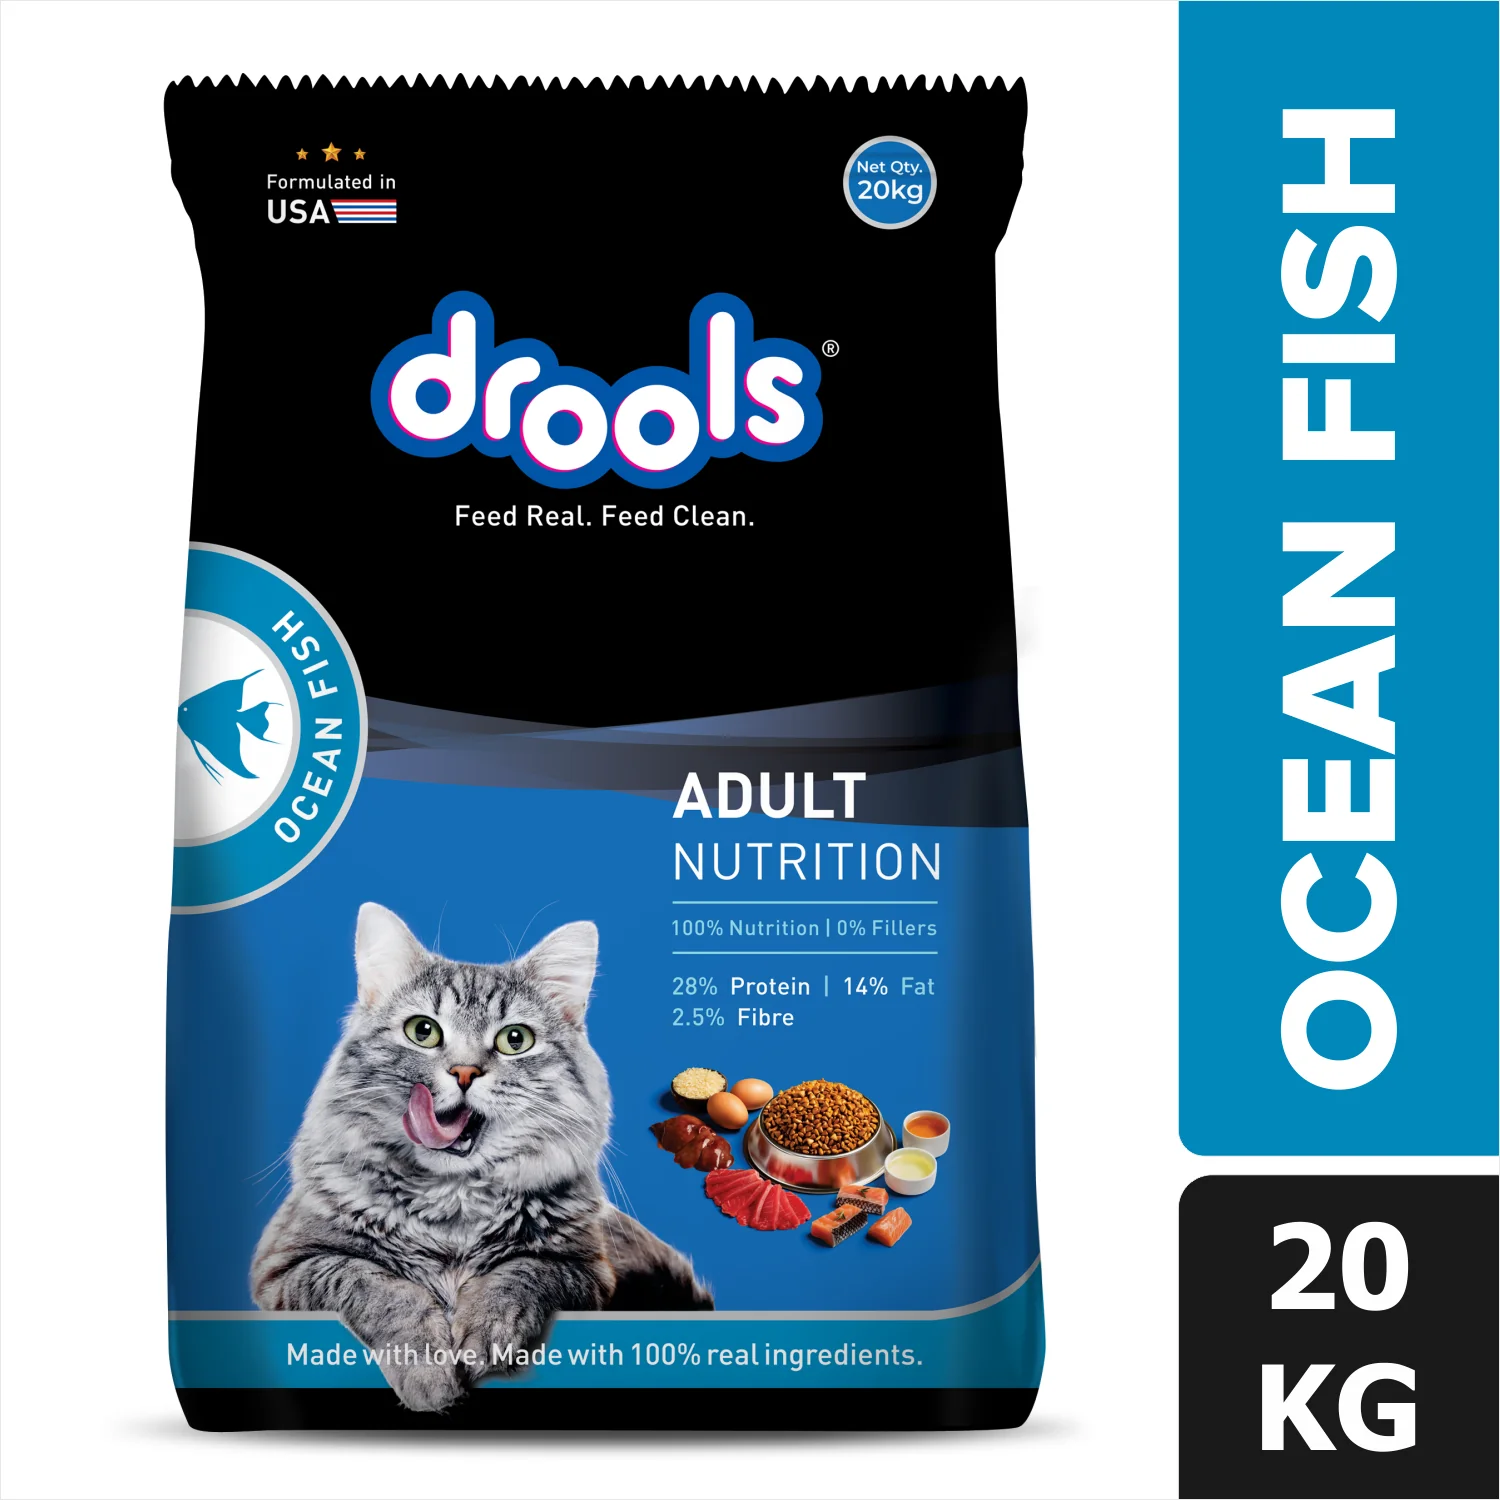 Formulated in
USA
Net Qty.
20kg
drools®
Feed Real. Feed Clean.
OCEAN FISH
ADULT
NUTRITION
100% Nutrition | 0% Fillers
28% Protein | 14% Fat
2.5% Fibre
Made with love. Made with 100% real ingredients.
OCEAN FISH
20
KG